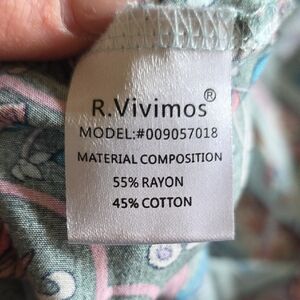 R.Vivimos®
MODEL:#009057018
MATERIAL COMPOSITION
55% RAYON
45% COTTON